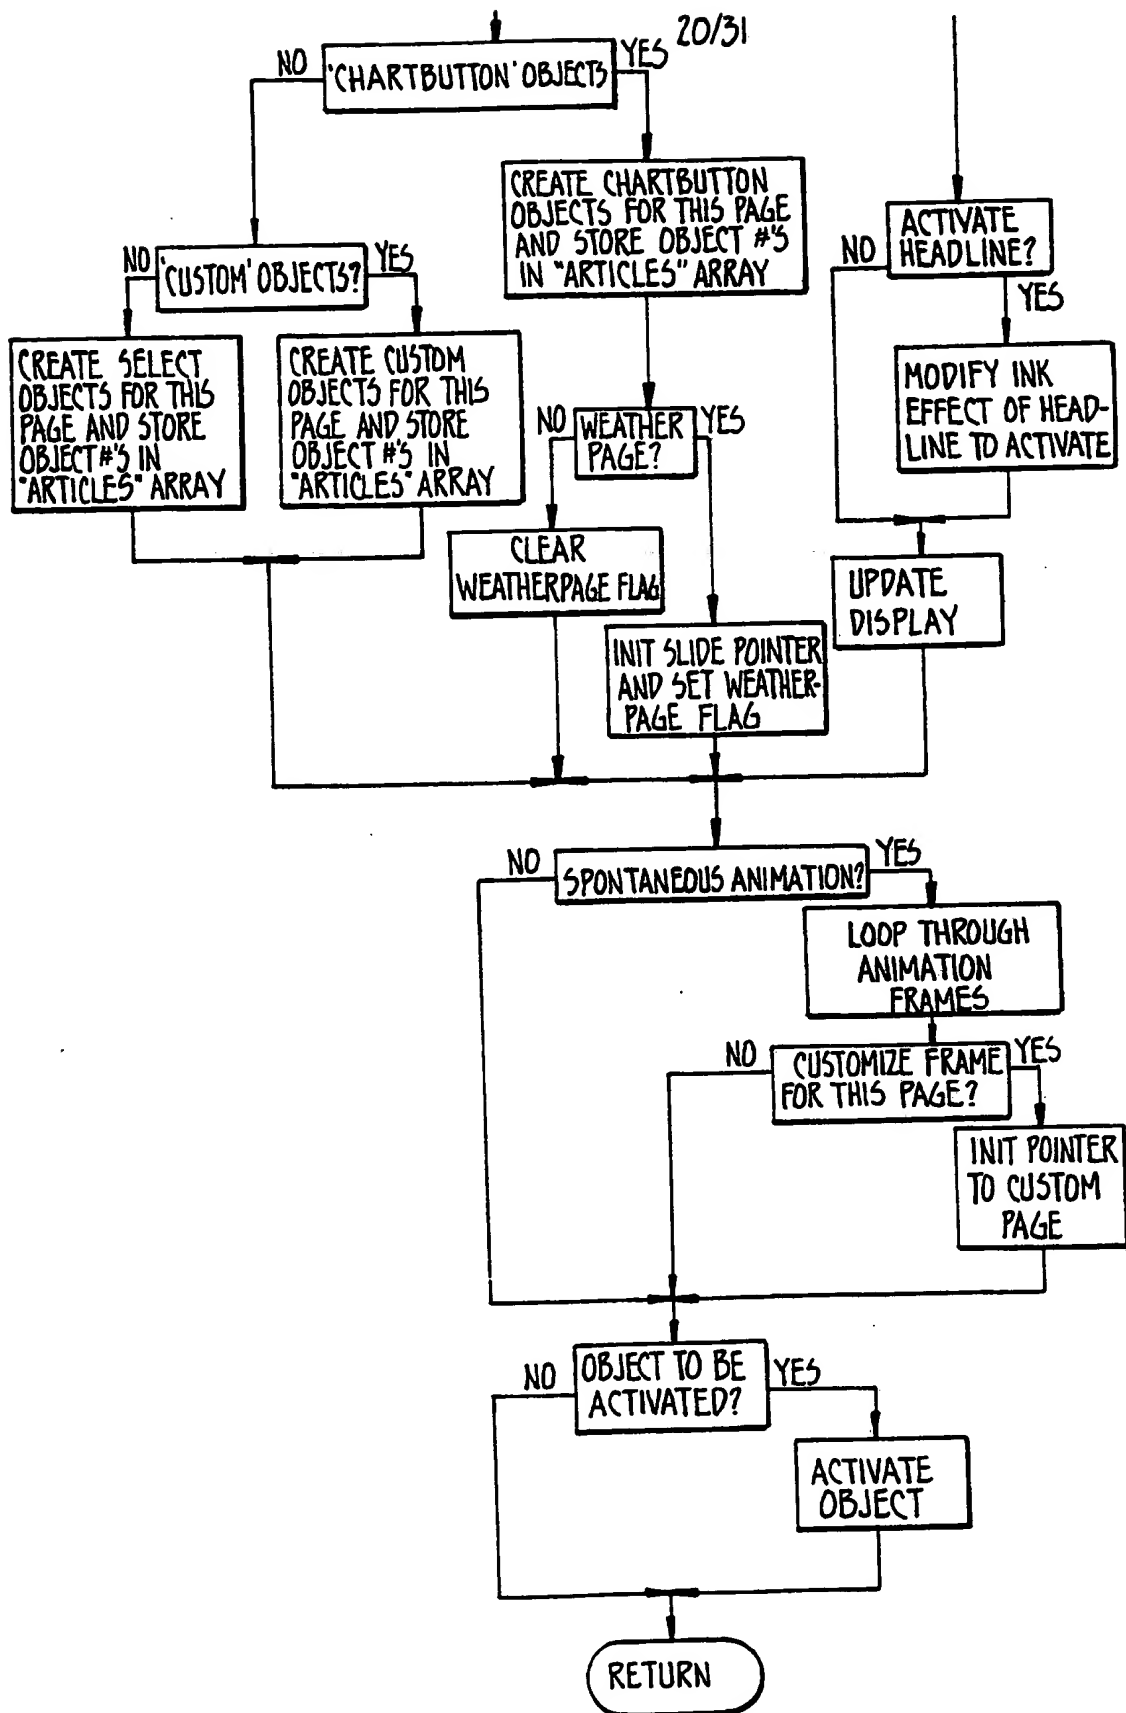 20/31
NO
'CHARTBUTTON' OBJECTS
YES
CREATE CHARTBUTTON
OBJECTS FOR THIS PAGE
AND STORE OBJECT #'S
IN "ARTICLES" ARRAY
NO
'CUSTOM' OBJECTS?
YES
CREATE SELECT
OBJECTS FOR THIS
PAGE AND STORE
OBJECT #'S IN
"ARTICLES" ARRAY
CREATE CUSTOM
OBJECTS FOR THIS
PAGE AND STORE
OBJECT #'S IN
"ARTICLES" ARRAY
NO
WEATHER
PAGE?
YES
CLEAR
WEATHERPAGE FLAG
INIT SLIDE POINTER
AND SET WEATHER-
PAGE FLAG
NO
ACTIVATE
HEADLINE?
YES
MODIFY INK
EFFECT OF HEAD-
LINE TO ACTIVATE
UPDATE
DISPLAY
NO
SPONTANEOUS ANIMATION?
YES
LOOP THROUGH
ANIMATION
FRAMES
NO
CUSTOMIZE FRAME
FOR THIS PAGE?
YES
INIT POINTER
TO CUSTOM
PAGE
NO
OBJECT TO BE
ACTIVATED?
YES
ACTIVATE
OBJECT
RETURN